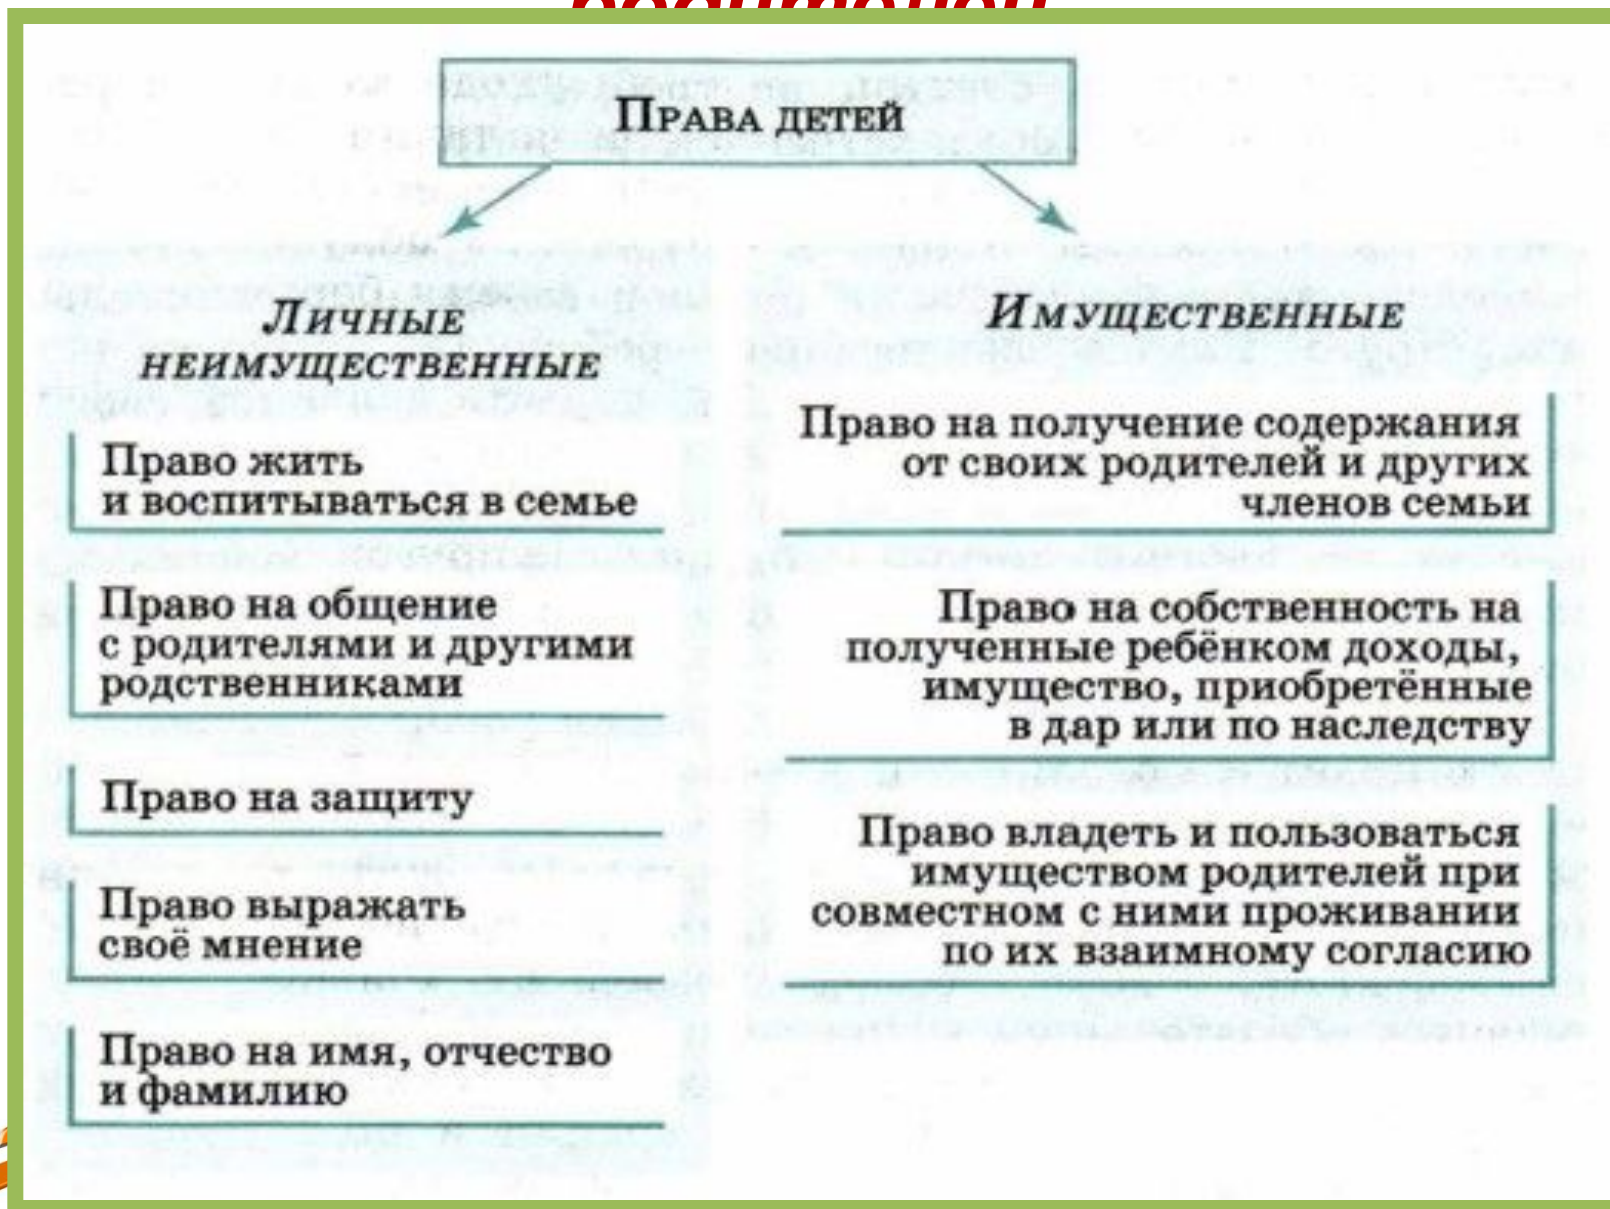 Права детей
Личные
неимущественные
Право жить
и воспитываться в семье
Право на общение
с родителями и другими
родственниками
Право на защиту
Право выражать
своё мнение
Право на имя, отчество
и фамилию
Имущественные
Право на получение содержания
от своих родителей и других
членов семьи
Право на собственность на
полученные ребёнком доходы,
имущество, приобретённые
в дар или по наследству
Право владеть и пользоваться
имуществом родителей при
совместном с ними проживании
по их взаимному согласию